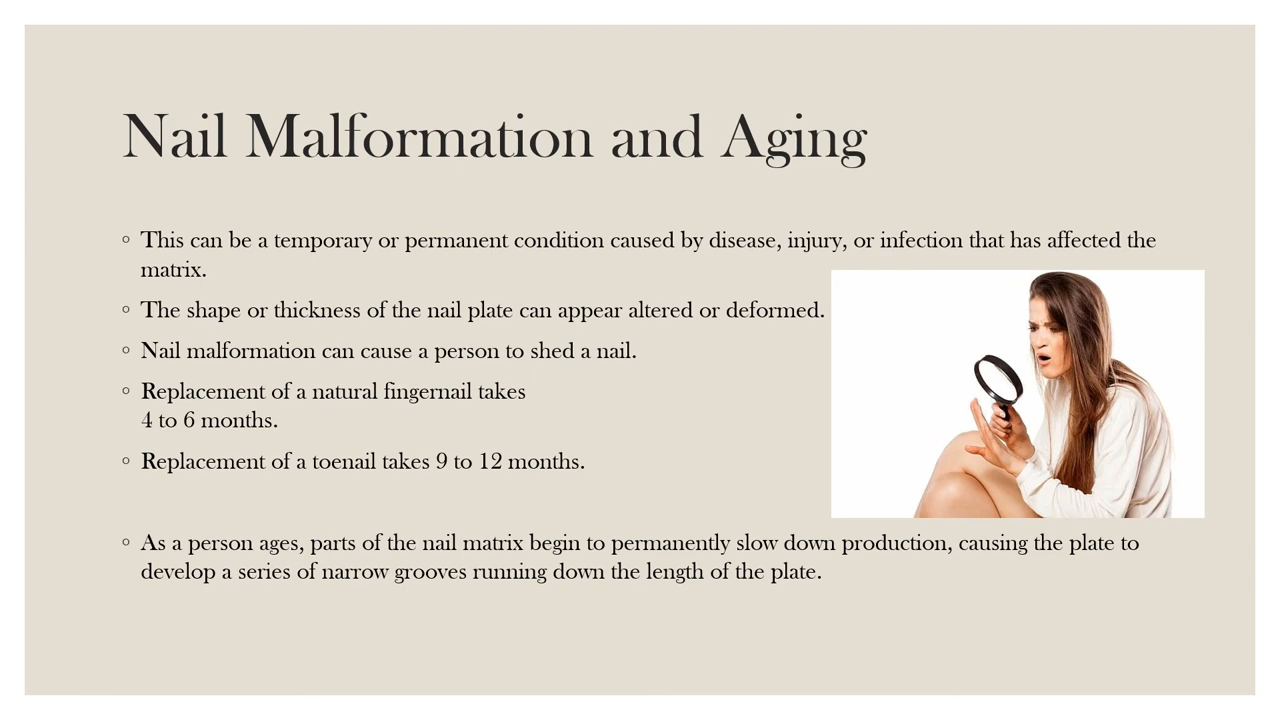 Nail Malformation and Aging
◦ This can be a temporary or permanent condition caused by disease, injury, or infection that has affected the
matrix.
◦ The shape or thickness of the nail plate can appear altered or deformed.
◦ Nail malformation can cause a person to shed a nail.
◦ Replacement of a natural fingernail takes
4 to 6 months.
◦ Replacement of a toenail takes 9 to 12 months.
◦ As a person ages, parts of the nail matrix begin to permanently slow down production, causing the plate to
develop a series of narrow grooves running down the length of the plate.